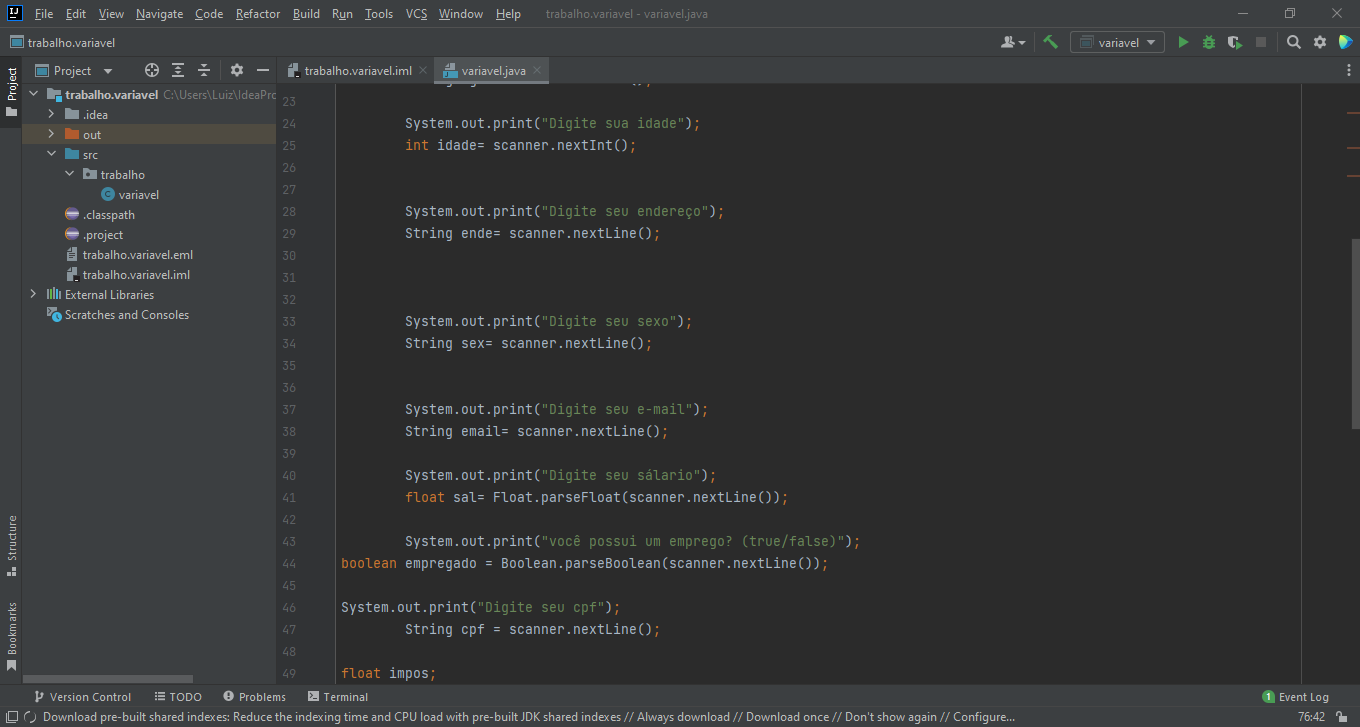 File Edit View Navigate Code Refactor Build Run Tools VCS Window Help trabalho.variavel - variavel.java
trabalho.variavel
variavel
Project
trabalho.variavel.iml
variavel.java
Project
Structure
Bookmarks
trabalho.variavel C:\Users\Luiz\IdeaPro
.idea
out
src
trabalho
variavel
.classpath
.project
trabalho.variavel.eml
trabalho.variavel.iml
External Libraries
Scratches and Consoles
23
24 System.out.print("Digite sua idade");
25 int idade= scanner.nextInt();
26
27
28 System.out.print("Digite seu endereço");
29 String ende= scanner.nextLine();
30
31
32
33 System.out.print("Digite seu sexo");
34 String sex= scanner.nextLine();
35
36
37 System.out.print("Digite seu e-mail");
38 String email= scanner.nextLine();
39
40 System.out.print("Digite seu sálario");
41 float sal= Float.parseFloat(scanner.nextLine());
42
43 System.out.print("você possui um emprego? (true/false)");
44 boolean empregado = Boolean.parseBoolean(scanner.nextLine());
45
46 System.out.print("Digite seu cpf");
47 String cpf = scanner.nextLine();
48
49 float impos;
Version Control TODO Problems Terminal 1 Event Log
Download pre-built shared indexes: Reduce the indexing time and CPU load with pre-built JDK shared indexes // Always download // Download once // Don't show again // Configure... 76:42